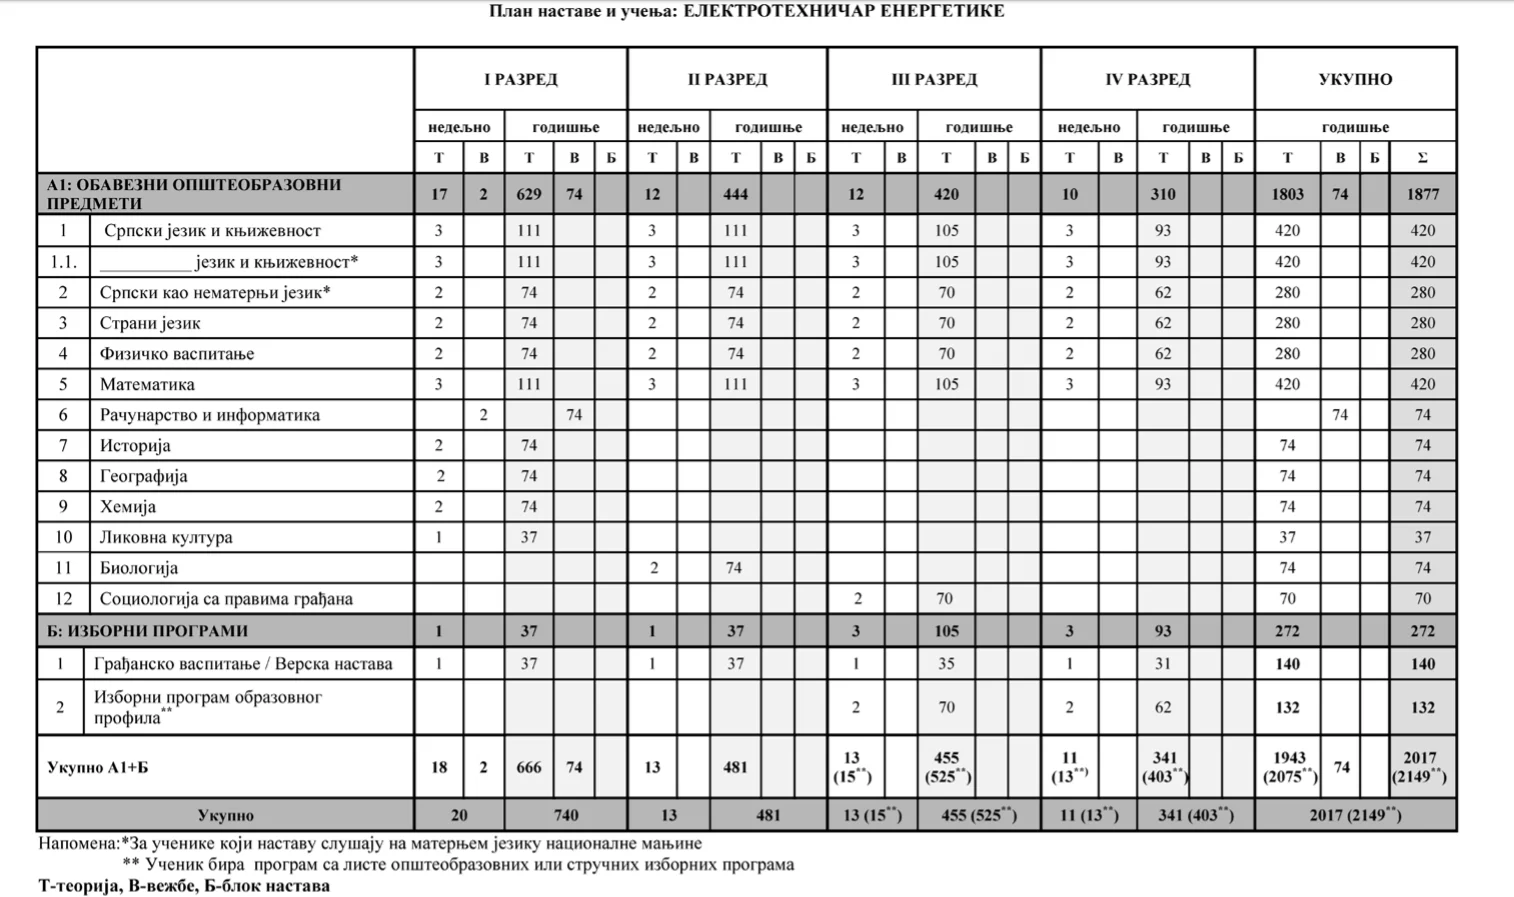 План наставе и учења: ЕЛЕКТРОТЕХНИЧАР ЕНЕРГЕТИКЕ
I РАЗРЕД II РАЗРЕД III РАЗРЕД IV РАЗРЕД УКУПНО
недељно годишње недељно годишње недељно годишње недељно годишње годишње
Т В Т В Б Т В Т В Б Т В Т В Б Т В Т В Б Т В Б Σ
А1: ОБАВЕЗНИ ОПШТЕОБРАЗОВНИ
ПРЕДМЕТИ 17 2 629 74 12 444 12 420 10 310 1803 74 1877
1 Српски језик и књижевност 3 111 3 111 3 105 3 93 420 420
1.1. __________ језик и књижевност* 3 111 3 111 3 105 3 93 420 420
2 Српски као нематерњи језик* 2 74 2 74 2 70 2 62 280 280
3 Страни језик 2 74 2 74 2 70 2 62 280 280
4 Физичко васпитање 2 74 2 74 2 70 2 62 280 280
5 Математика 3 111 3 111 3 105 3 93 420 420
6 Рачунарство и информатика 2 74 74 74
7 Историја 2 74 74 74
8 Географија 2 74 74 74
9 Хемија 2 74 74 74
10 Ликовна култура 1 37 37 37
11 Биологија 2 74 74 74
12 Социологија са правима грађана 2 70 70 70
Б: ИЗБОРНИ ПРОГРАМИ 1 37 1 37 3 105 3 93 272 272
1 Грађанско васпитање / Верска настава 1 37 1 37 1 35 1 31 140 140
2 Изборни програм образовног
профила** 2 70 2 62 132 132
Укупно А1+Б 18 2 666 74 13 481 13 455 11 341 1943 74 2017
(15**) (525**) (13**) (403**) (2075**) (2149**)
Укупно 20 740 13 481 13 (15**) 455 (525**) 11 (13**) 341 (403**) 2017 (2149**)
Напомена:*За ученике који наставу слушају на матерњем језику националне мањине
** Ученик бира програм са листе општеобразовних или стручних изборних програма
Т-теорија, В-вежбе, Б-блок настава